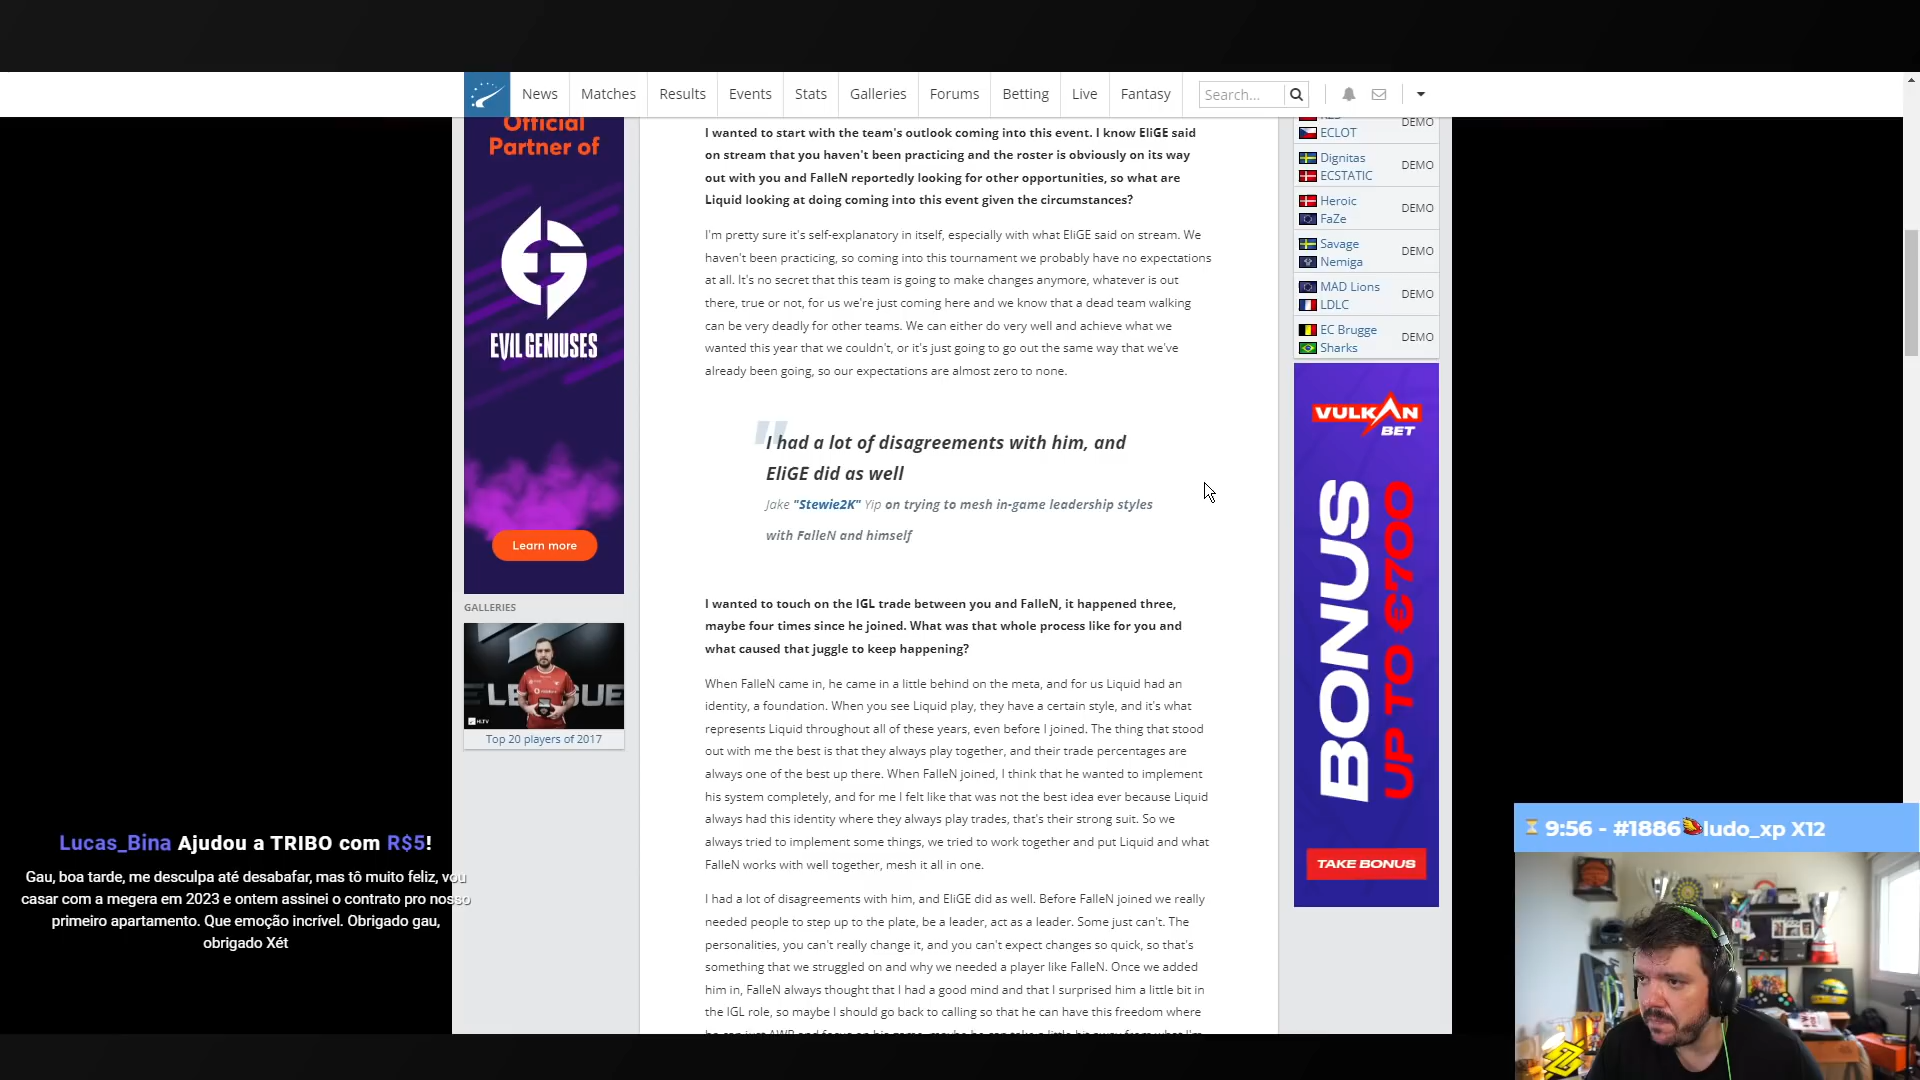 News
Matches
Results
Events
Stats
Galleries
Forums
Betting
Live
Fantasy
Search...
Official
Partner of
EVIL GENIUSES
Learn more
GALLERIES
Top 20 players of 2017
I wanted to start with the team's outlook coming into this event. I know EliGE said
on stream that you haven't been practicing and the roster is obviously on its way
out with you and FalleN reportedly looking for other opportunities, so what are
Liquid looking at doing coming into this event given the circumstances?
I'm pretty sure it's self-explanatory in itself, especially with what EliGE said on stream. We
haven't been practicing, so coming into this tournament we probably have no expectations
at all. It's no secret that this team is going to make changes anymore, whatever is out
there, true or not, for us we're just coming here and we know that a dead team walking
can be very deadly for other teams. We can either do very well and achieve what we
wanted this year that we couldn't, or it's just going to go out the same way that we've
already been going, so our expectations are almost zero to none.
I had a lot of disagreements with him, and
EliGE did as well
Jake "Stewie2K" Yip on trying to mesh in-game leadership styles
with FalleN and himself
I wanted to touch on the IGL trade between you and FalleN, it happened three,
maybe four times since he joined. What was that whole process like for you and
what caused that juggle to keep happening?
When FalleN came in, he came in a little behind on the meta, and for us Liquid had an
identity, a foundation. When you see Liquid play, they have a certain style, and it's what
represents Liquid throughout all of these years, even before I joined. The thing that stood
out with me the best is that they always play together, and their trade percentages are
always one of the best up there. When FalleN joined, I think that he wanted to implement
his system completely, and for me I felt like that was not the best idea ever because Liquid
always had this identity where they always play trades, that's their strong suit. So we
always tried to implement some things, we tried to work together and put Liquid and what
FalleN works with well together, mesh it all in one.
I had a lot of disagreements with him, and EliGE did as well. Before FalleN joined we really
needed people to step up to the plate, be a leader, act as a leader. Some just can't. The
personalities, you can't really change it, and you can't expect changes so quick, so that's
something that we struggled on and why we needed a player like FalleN. Once we added
him in, FalleN always thought that I had a good mind and that I surprised him a little bit in
the IGL role, so maybe I should go back to calling so that he can have this freedom where
DEMO
ECLOT
Dignitas
ECSTATIC
DEMO
Heroic
FaZe
DEMO
Savage
Nemiga
DEMO
MAD Lions
LDLC
DEMO
EC Brugge
Sharks
DEMO
VULKAN
BET
BONUS
UP TO €700
TAKE BONUS
Lucas_Bina Ajudou a TRIBO com R$5!
Gau, boa tarde, me desculpa até desabafar, mas tô muito feliz, vou
casar com a megera em 2023 e ontem assinei o contrato pro nosso
primeiro apartamento. Que emoção incrível. Obrigado gau,
obrigado Xét
9:56 - #1886 ludo_xp X12